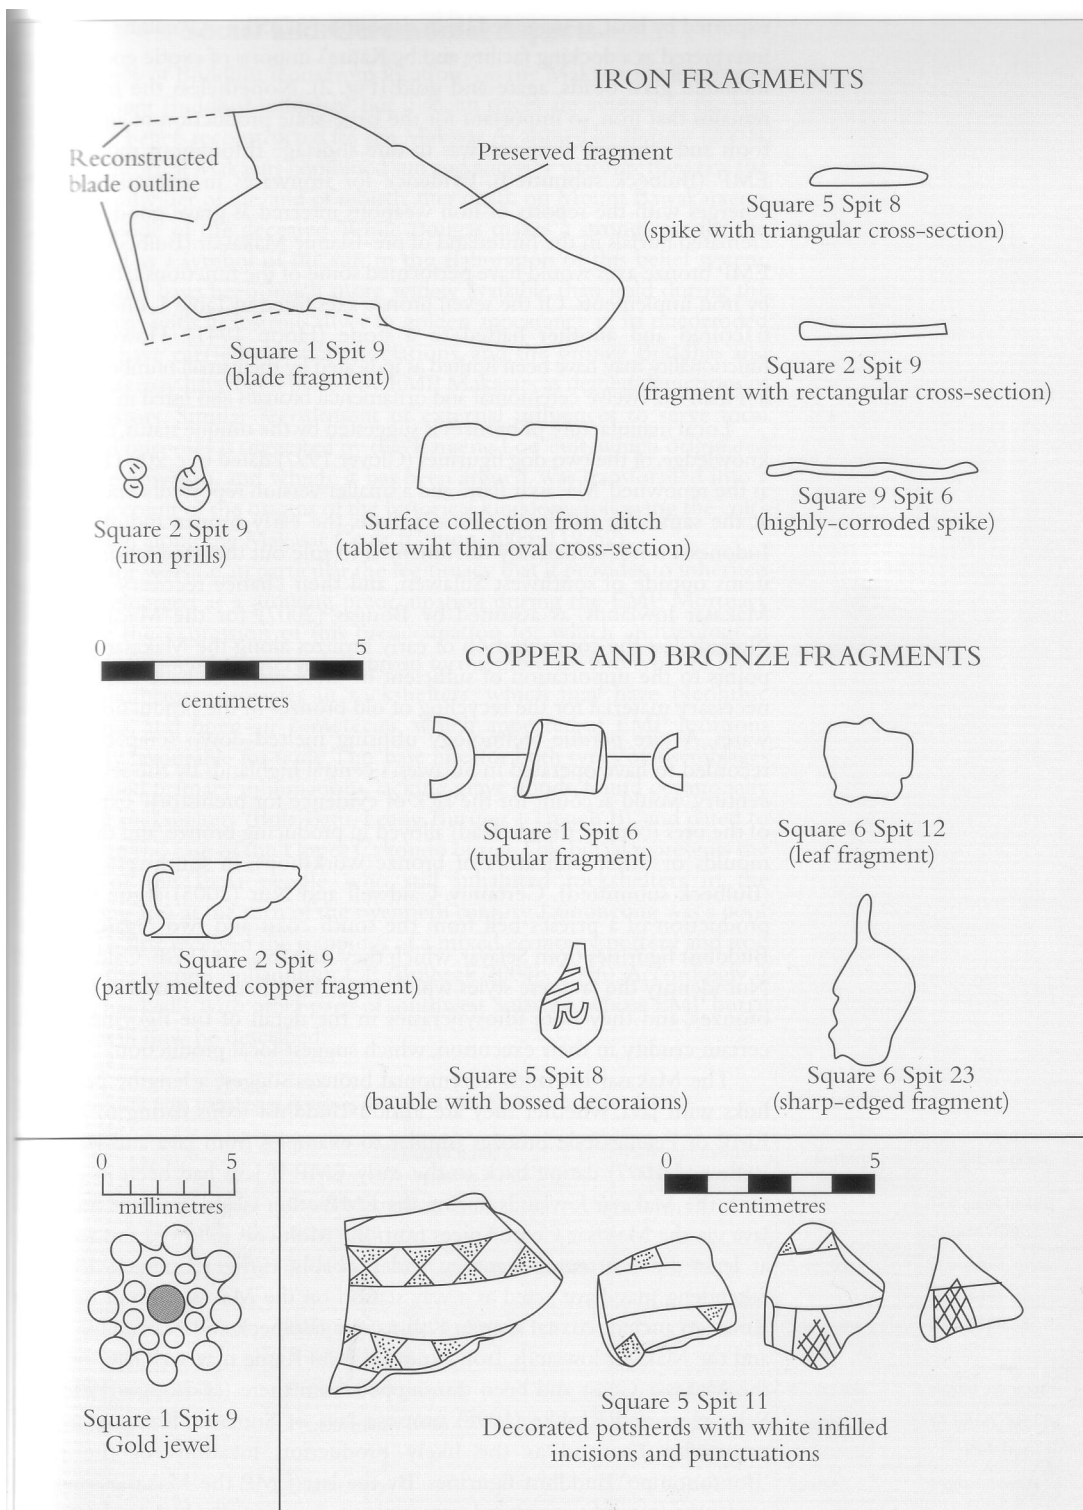 IRON FRAGMENTS
Reconstructed
blade outline
Preserved fragment
Square 5 Spit 8
(spike with triangular cross-section)
Square 1 Spit 9
(blade fragment)
Square 2 Spit 9
(fragment with rectangular cross-section)
Square 2 Spit 9
(iron prills)
Surface collection from ditch
(tablet wiht thin oval cross-section)
Square 9 Spit 6
(highly-corroded spike)
0 5
centimetres
COPPER AND BRONZE FRAGMENTS
Square 1 Spit 6
(tubular fragment)
Square 6 Spit 12
(leaf fragment)
Square 2 Spit 9
(partly melted copper fragment)
Square 5 Spit 8
(bauble with bossed decoraions)
Square 6 Spit 23
(sharp-edged fragment)
0 5
millimetres
Square 1 Spit 9
Gold jewel
0 5
centimetres
Square 5 Spit 11
Decorated potsherds with white infilled
incisions and punctuations